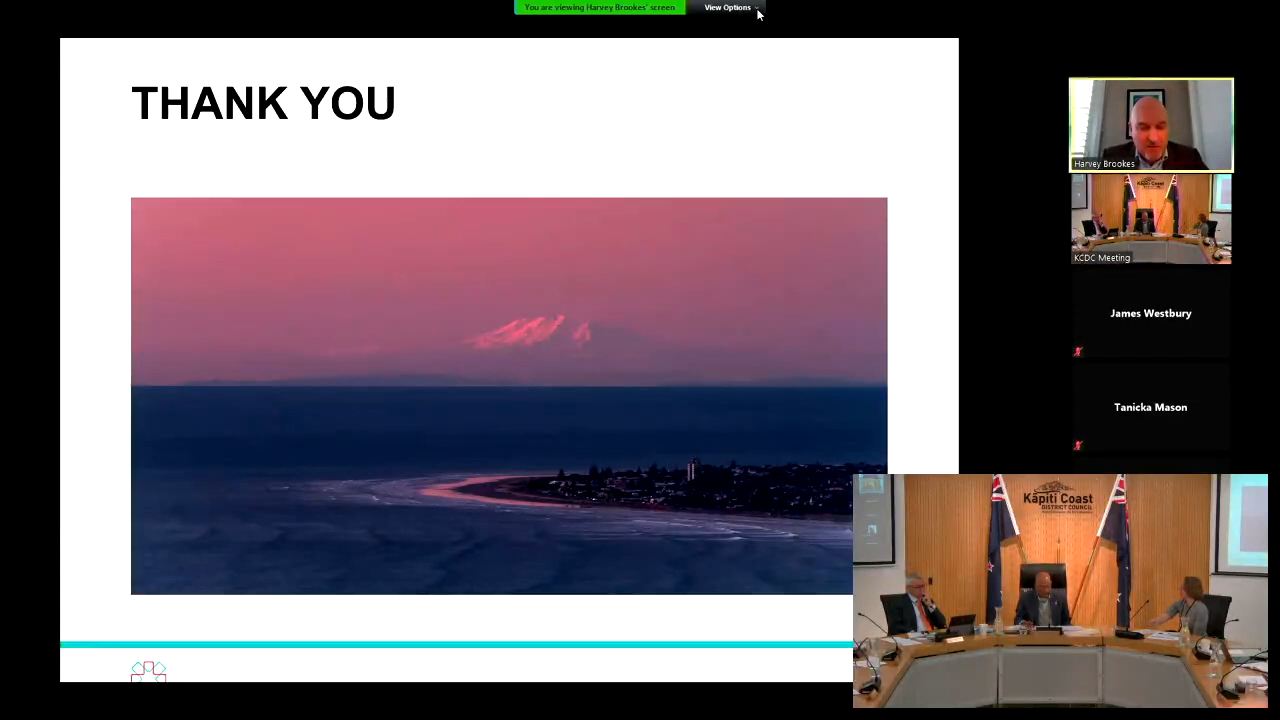 You are viewing Harvey Brookes' screen
View Options
THANK YOU
Harvey Brookes
KCDC Meeting
James Westbury
Tanicka Mason
Kāpiti Coast
DISTRICT COUNCIL